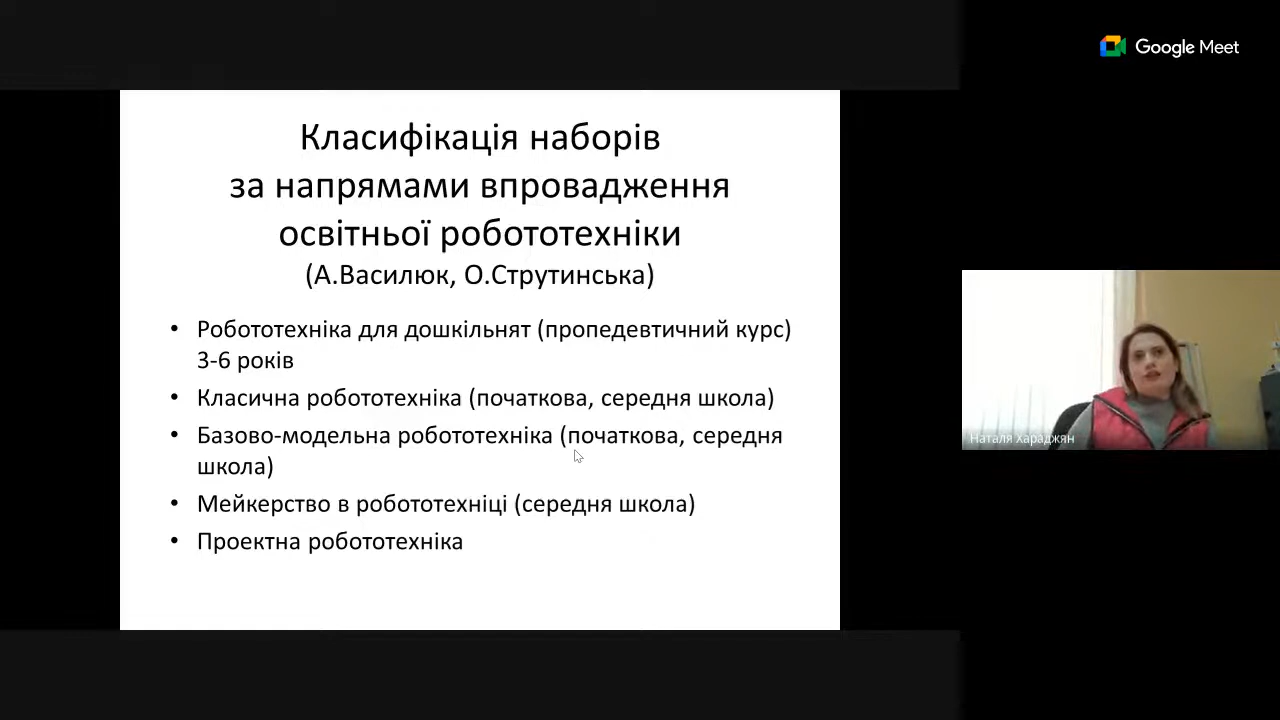 Google Meet
Класифікація наборів
за напрямами впровадження
освітньої робототехніки
(А.Василюк, О.Струтинська)
• Робототехніка для дошкільнят (пропедевтичний курс)
3-6 років
• Класична робототехніка (початкова, середня школа)
• Базово-модельна робототехніка (початкова, середня
школа)
• Мейкерство в робототехніці (середня школа)
• Проектна робототехніка
Наталя Хараджян